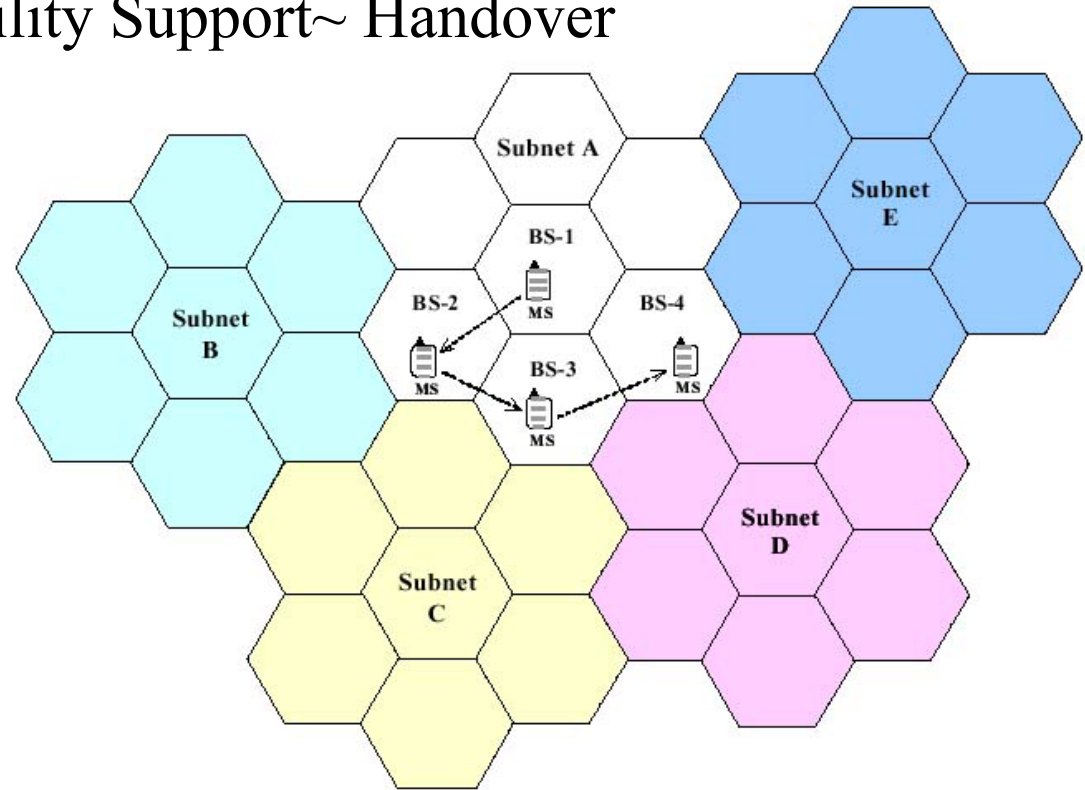 ility Support~ Handover
Subnet A
Subnet
E
BS-1
MS
BS-2
MS
BS-4
MS
Subnet
B
BS-3
MS
Subnet
D
Subnet
C